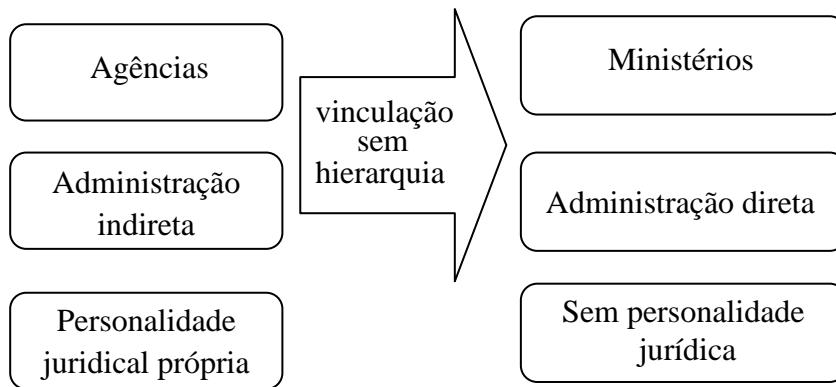 Agências
Administração
indireta
Personalidade
juridical própria
vinculação
sem
hierarquia
Ministérios
Administração direta
Sem personalidade
jurídica